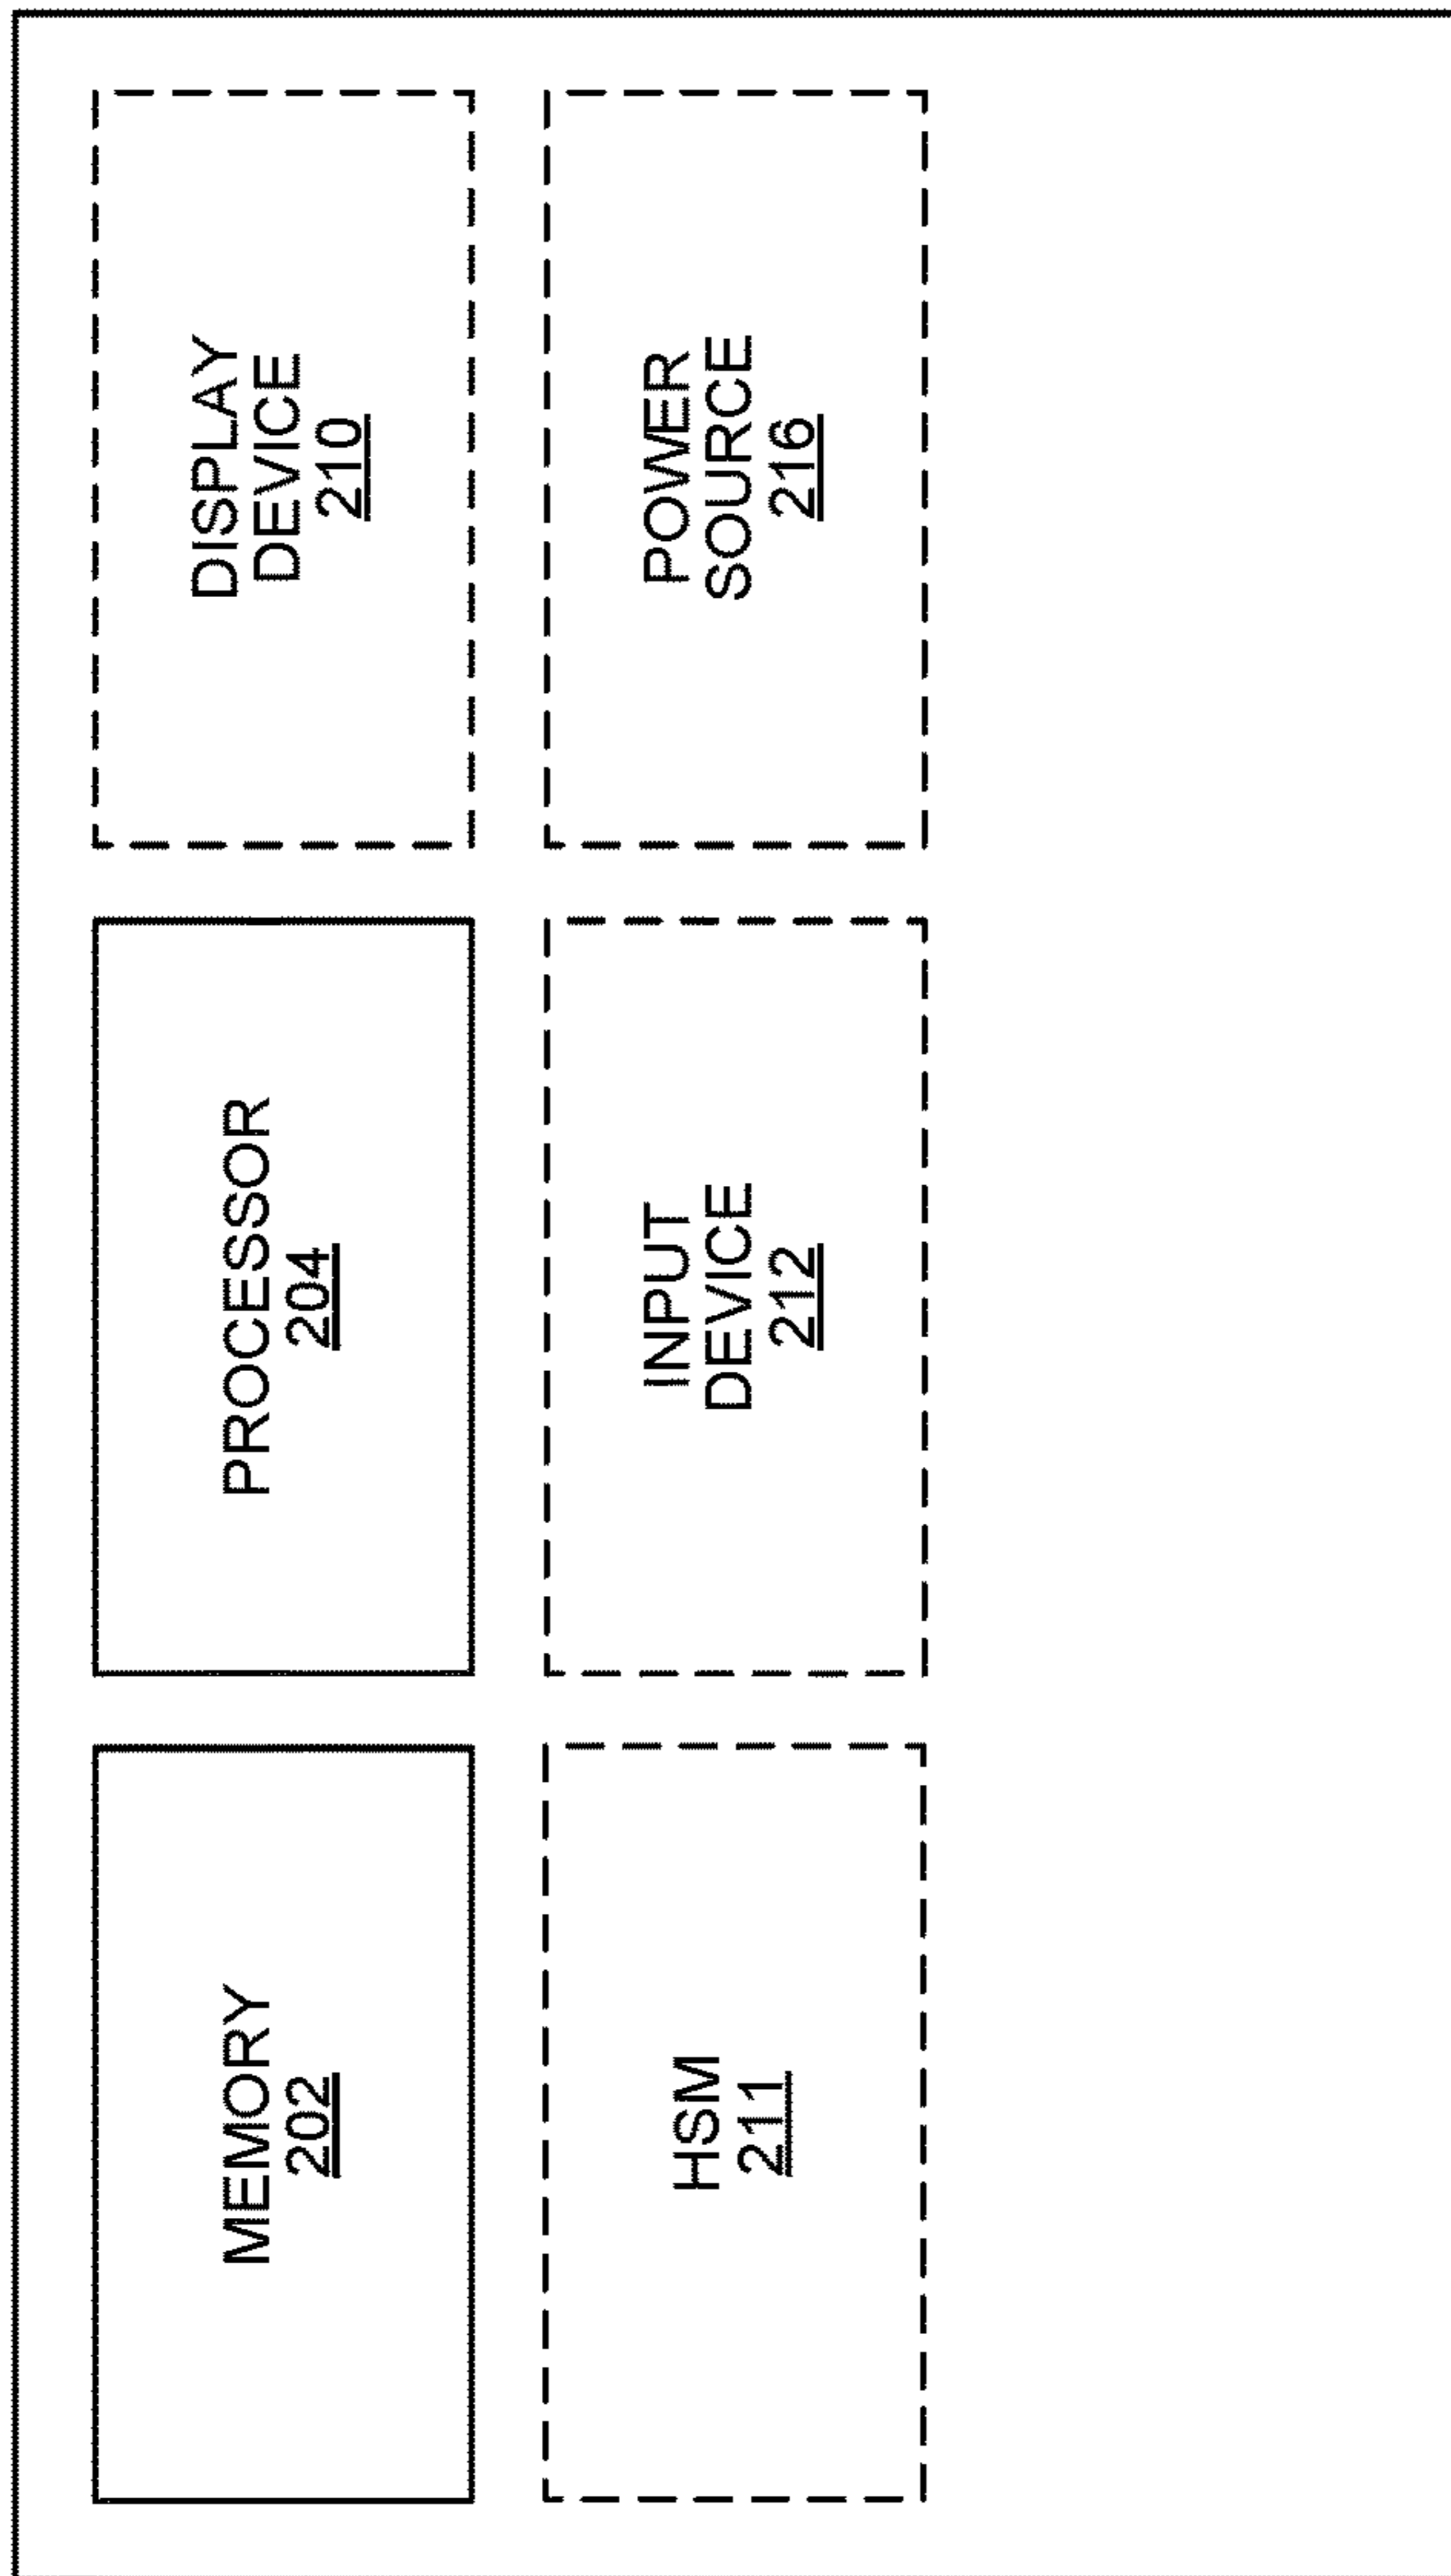 MEMORY
202
PROCESSOR
204
DISPLAY
DEVICE
210
HSM
211
INPUT
DEVICE
212
POWER
SOURCE
216